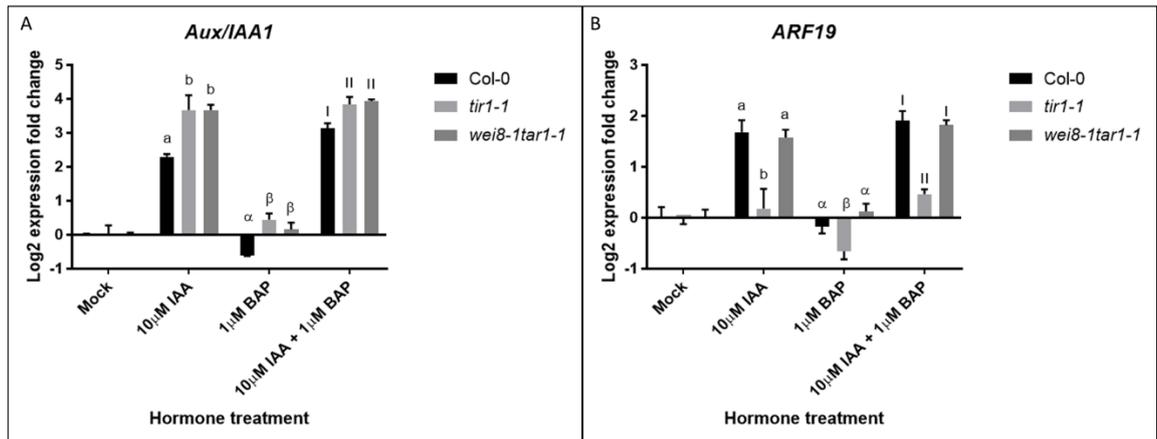 A
Aux/IAA1
Log2 expression fold change
5
4
3
2
1
0
-1
a
b
b
α
β
β
I
II
II
Mock
10μM IAA
1μM BAP
10μM IAA + 1μM BAP
Hormone treatment
Col-0
tir1-1
wei8-1tar1-1
B
ARF19
Log2 expression fold change
3
2
1
0
-1
a
b
a
α
β
α
I
II
I
Mock
10μM IAA
1μM BAP
10μM IAA + 1μM BAP
Hormone treatment
Col-0
tir1-1
wei8-1tar1-1